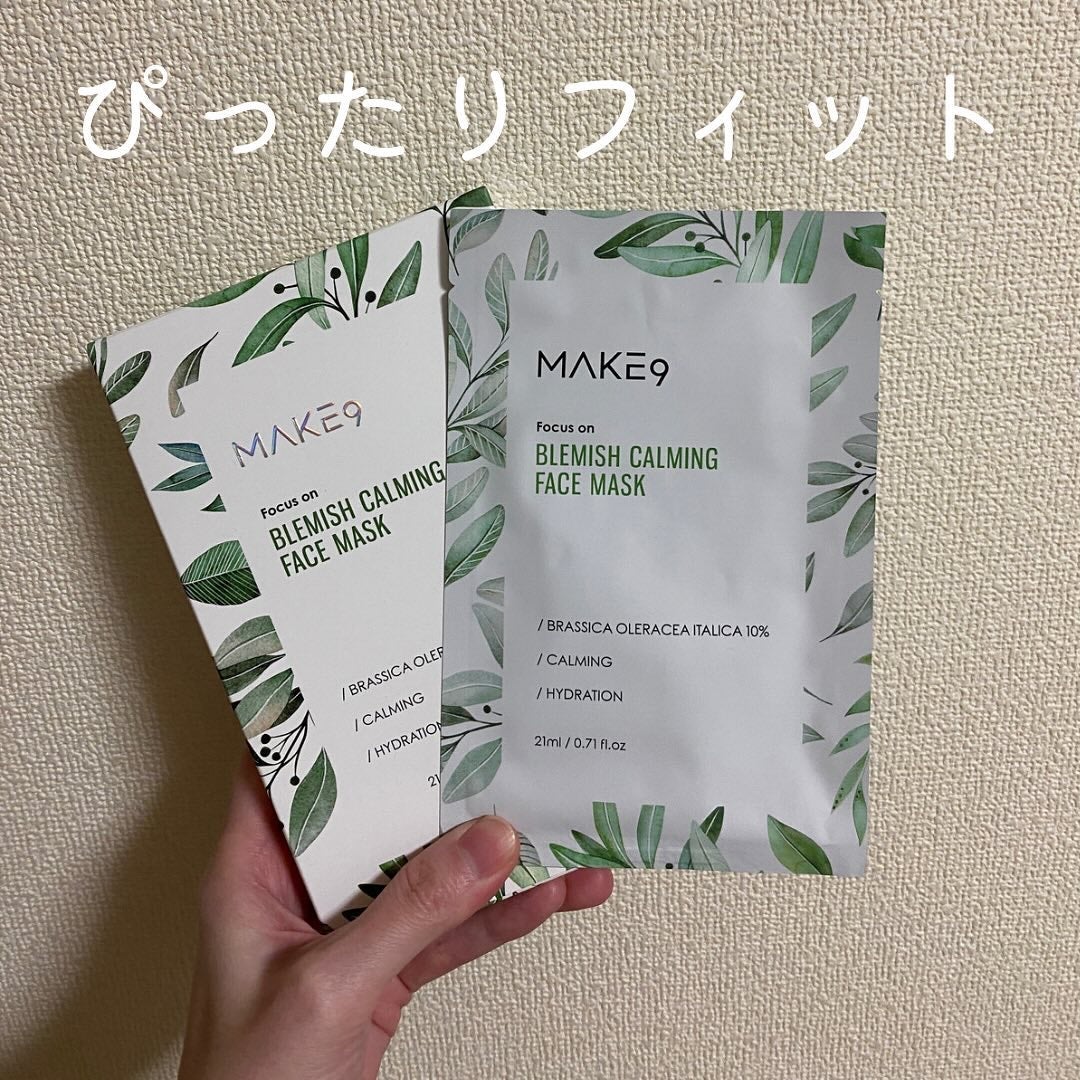 ぴったりフィット
MAKE9
Focus on
BLEMISH CALMING
FACE MASK
/ BRASSICA OLER
/ CALMING
/ HYDRATION
21
MAKE9
Focus on
BLEMISH CALMING
FACE MASK
/ BRASSICA OLERACEA ITALICA 10%
/ CALMING
/ HYDRATION
21ml / 0.71 fl.oz